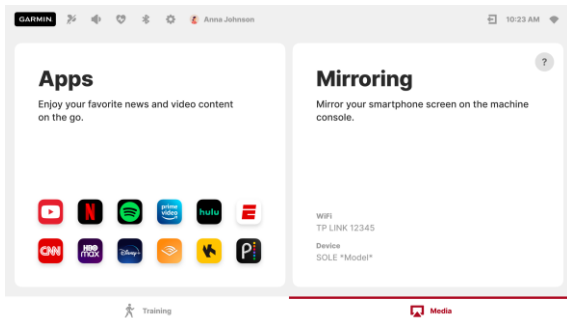 GARMIN
Anna Johnson
10:23 AM
Apps
Enjoy your favorite news and video content
on the go.
prime
video
hulu
CNN
HBO
max
Disney+
Mirroring
?
Mirror your smartphone screen on the machine
console.
WiFi
TP LINK 12345
Device
SOLE *Model*
Training
Media